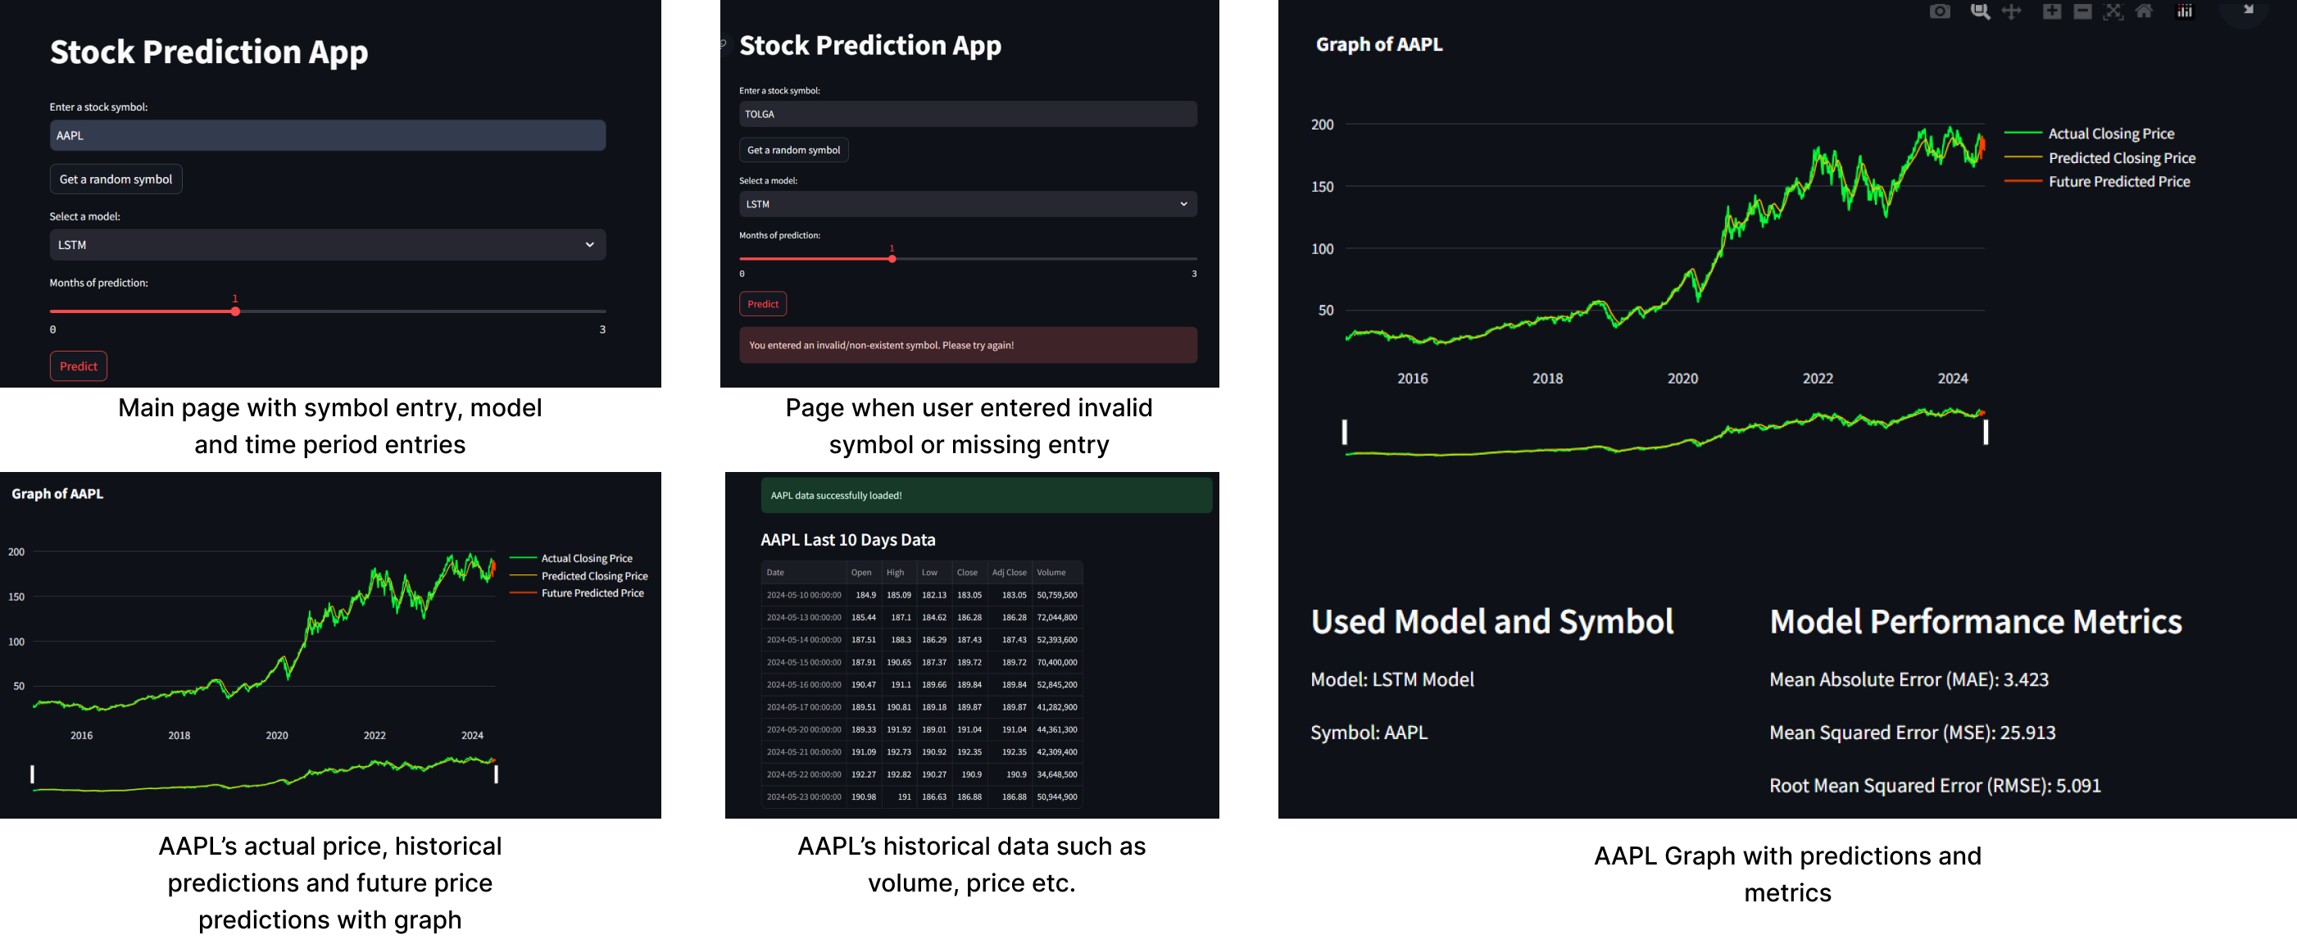 Stock Prediction App
Enter a stock symbol:
AAPL
Get a random symbol
Select a model:
LSTM
Months of prediction:
1
0 3
Predict
Main page with symbol entry, model
and time period entries
Stock Prediction App
Enter a stock symbol:
TOLGA
Get a random symbol
Select a model:
LSTM
Months of prediction:
1
0 3
Predict
You entered an invalid/non-existent symbol. Please try again!
Page when user entered invalid
symbol or missing entry
Graph of AAPL
200
150
100
50
2016 2018 2020 2022 2024
Actual Closing Price
Predicted Closing Price
Future Predicted Price
AAPL's actual price, historical
predictions and future price
predictions with graph
AAPL data successfully loaded!
AAPL Last 10 Days Data
Date Open High Low Close Adj Close Volume
2024-05-10 00:00:00 184.9 185.09 182.13 183.05 183.05 50,759,500
2024-05-13 00:00:00 185.44 187.1 184.62 186.28 186.28 72,044,800
2024-05-14 00:00:00 187.51 188.3 186.29 187.43 187.43 52,393,600
2024-05-15 00:00:00 187.91 190.65 187.37 189.72 189.72 70,400,000
2024-05-16 00:00:00 190.47 191.1 189.66 189.84 189.84 52,845,200
2024-05-17 00:00:00 189.51 190.81 189.18 189.87 189.87 41,282,900
2024-05-20 00:00:00 189.33 191.92 189.01 191.04 191.04 44,361,300
2024-05-21 00:00:00 191.09 192.73 190.92 192.35 192.35 42,309,400
2024-05-22 00:00:00 192.27 192.82 190.27 190.9 190.9 34,648,500
2024-05-23 00:00:00 190.98 191 186.63 186.88 186.88 50,944,900
AAPL's historical data such as
volume, price etc.
Graph of AAPL
200
150
100
50
2016 2018 2020 2022 2024
Actual Closing Price
Predicted Closing Price
Future Predicted Price
Used Model and Symbol
Model: LSTM Model
Symbol: AAPL
Model Performance Metrics
Mean Absolute Error (MAE): 3.423
Mean Squared Error (MSE): 25.913
Root Mean Squared Error (RMSE): 5.091
AAPL Graph with predictions and
metrics